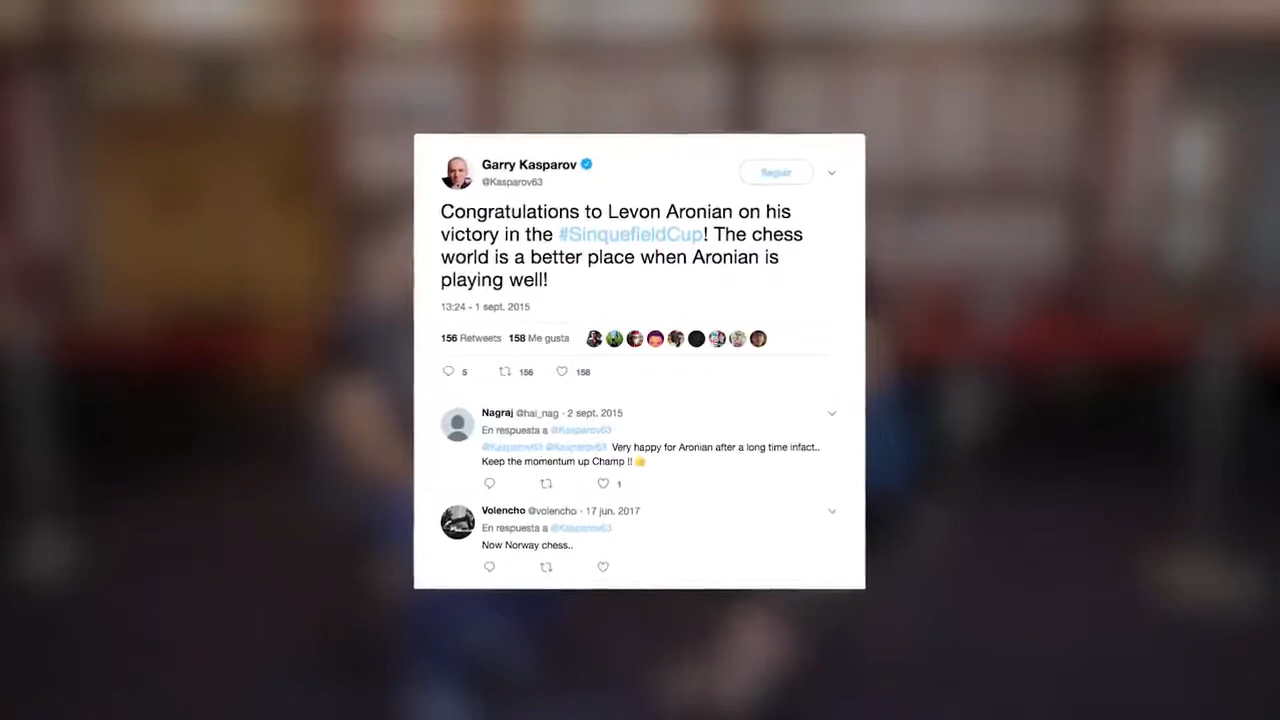 Garry Kasparov
@Kasparov63
Seguir
Congratulations to Levon Aronian on his
victory in the #SinquefieldCup! The chess
world is a better place when Aronian is
playing well!
13:24 - 1 sept. 2015
156 Retweets 158 Me gusta
5 156 158
Nagraj @hai_nag · 2 sept. 2015
En respuesta a @Kasparov63
@Kasparov63 @Kasparov63 Very happy for Aronian after a long time infact..
Keep the momentum up Champ !! 👍
1
Volencho @volencho · 17 jun. 2017
En respuesta a @Kasparov63
Now Norway chess..